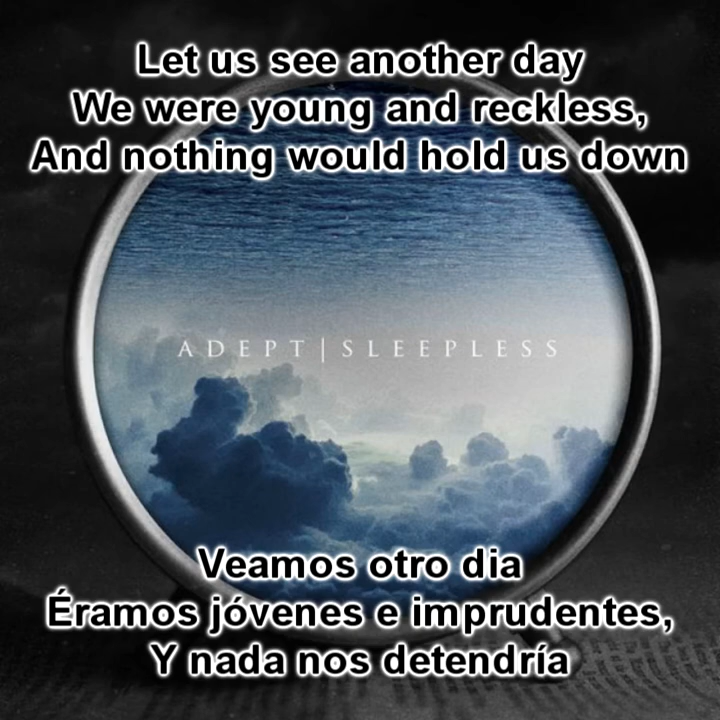 Let us see another day
We were young and reckless,
And nothing would hold us down
ADEPT | SLEEPLESS
Veamos otro dia
Éramos jóvenes e imprudentes,
Y nada nos detendría